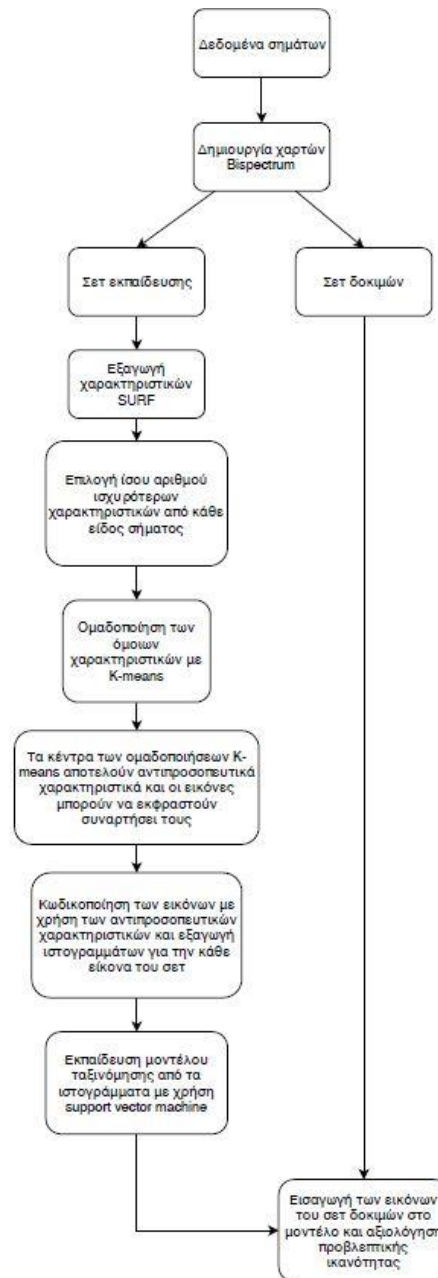 Δεδομένα σημάτων
Δημιουργία χαρτών
Bispectrum
Σετ εκπαίδευσης
Σετ δοκιμών
Εξαγωγή
χαρακτηριστικών
SURF
Επιλογή ίσου αριθμού
ισχυρότερων
χαρακτηριστικών από κάθε
είδος σήματος
Ομαδοποίηση των
όμοιων
χαρακτηριστικών με
K-means
Τα κέντρα των ομαδοποιήσεων K-
means αποτελούν αντιπροσοπευτικά
χαρακτηριστικά και οι εικόνες
μπορούν να εκφραστούν
συναρτήσει τους
Κωδικοποίηση των εικόνων με
χρήση των αντιπροσοπευτικών
χαρακτηριστικών και εξαγωγή
ιστογραμμάτων για την κάθε
είκονα του σετ
Εκπαίδευση μοντέλου
ταξινόμησης από τα
ιστογράμματα με χρήση
support vector machine
Εισαγωγή των εικόνων
του σετ δοκιμών στο
μοντέλο και αξιολόγηση
προβλεπτικής
ικανότητας